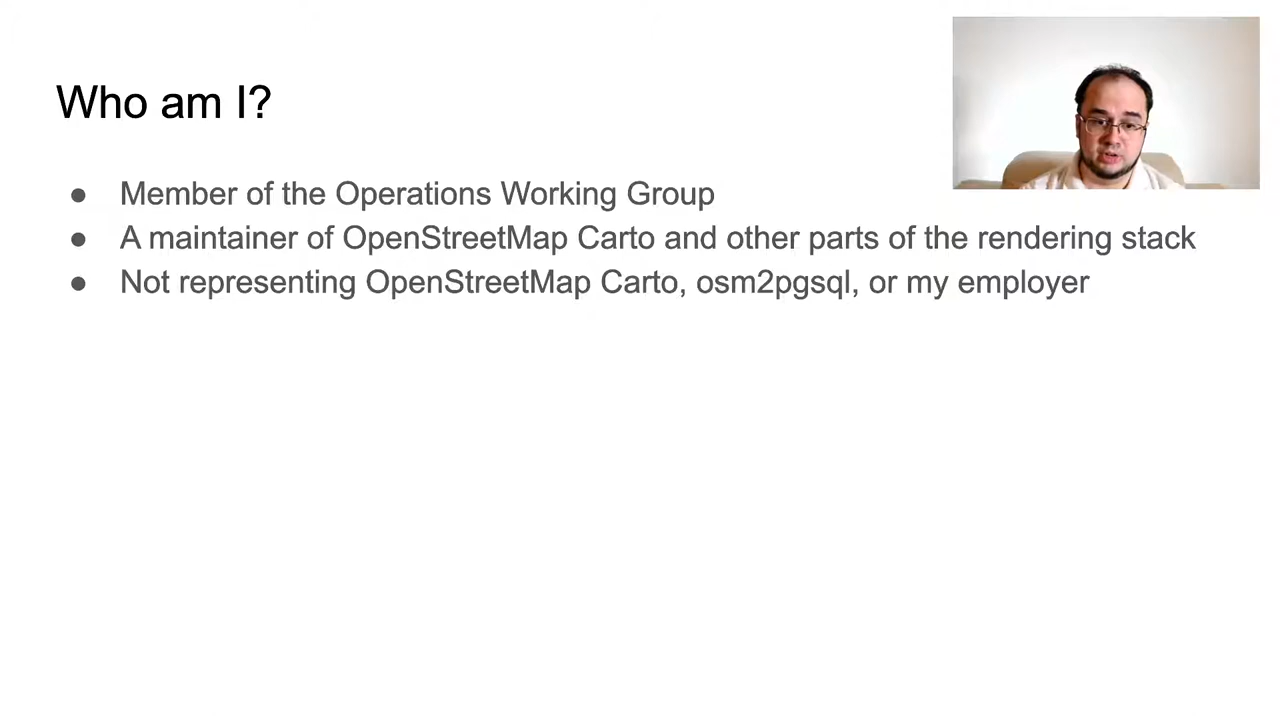 Who am I?
● Member of the Operations Working Group
● A maintainer of OpenStreetMap Carto and other parts of the rendering stack
● Not representing OpenStreetMap Carto, osm2pgsql, or my employer